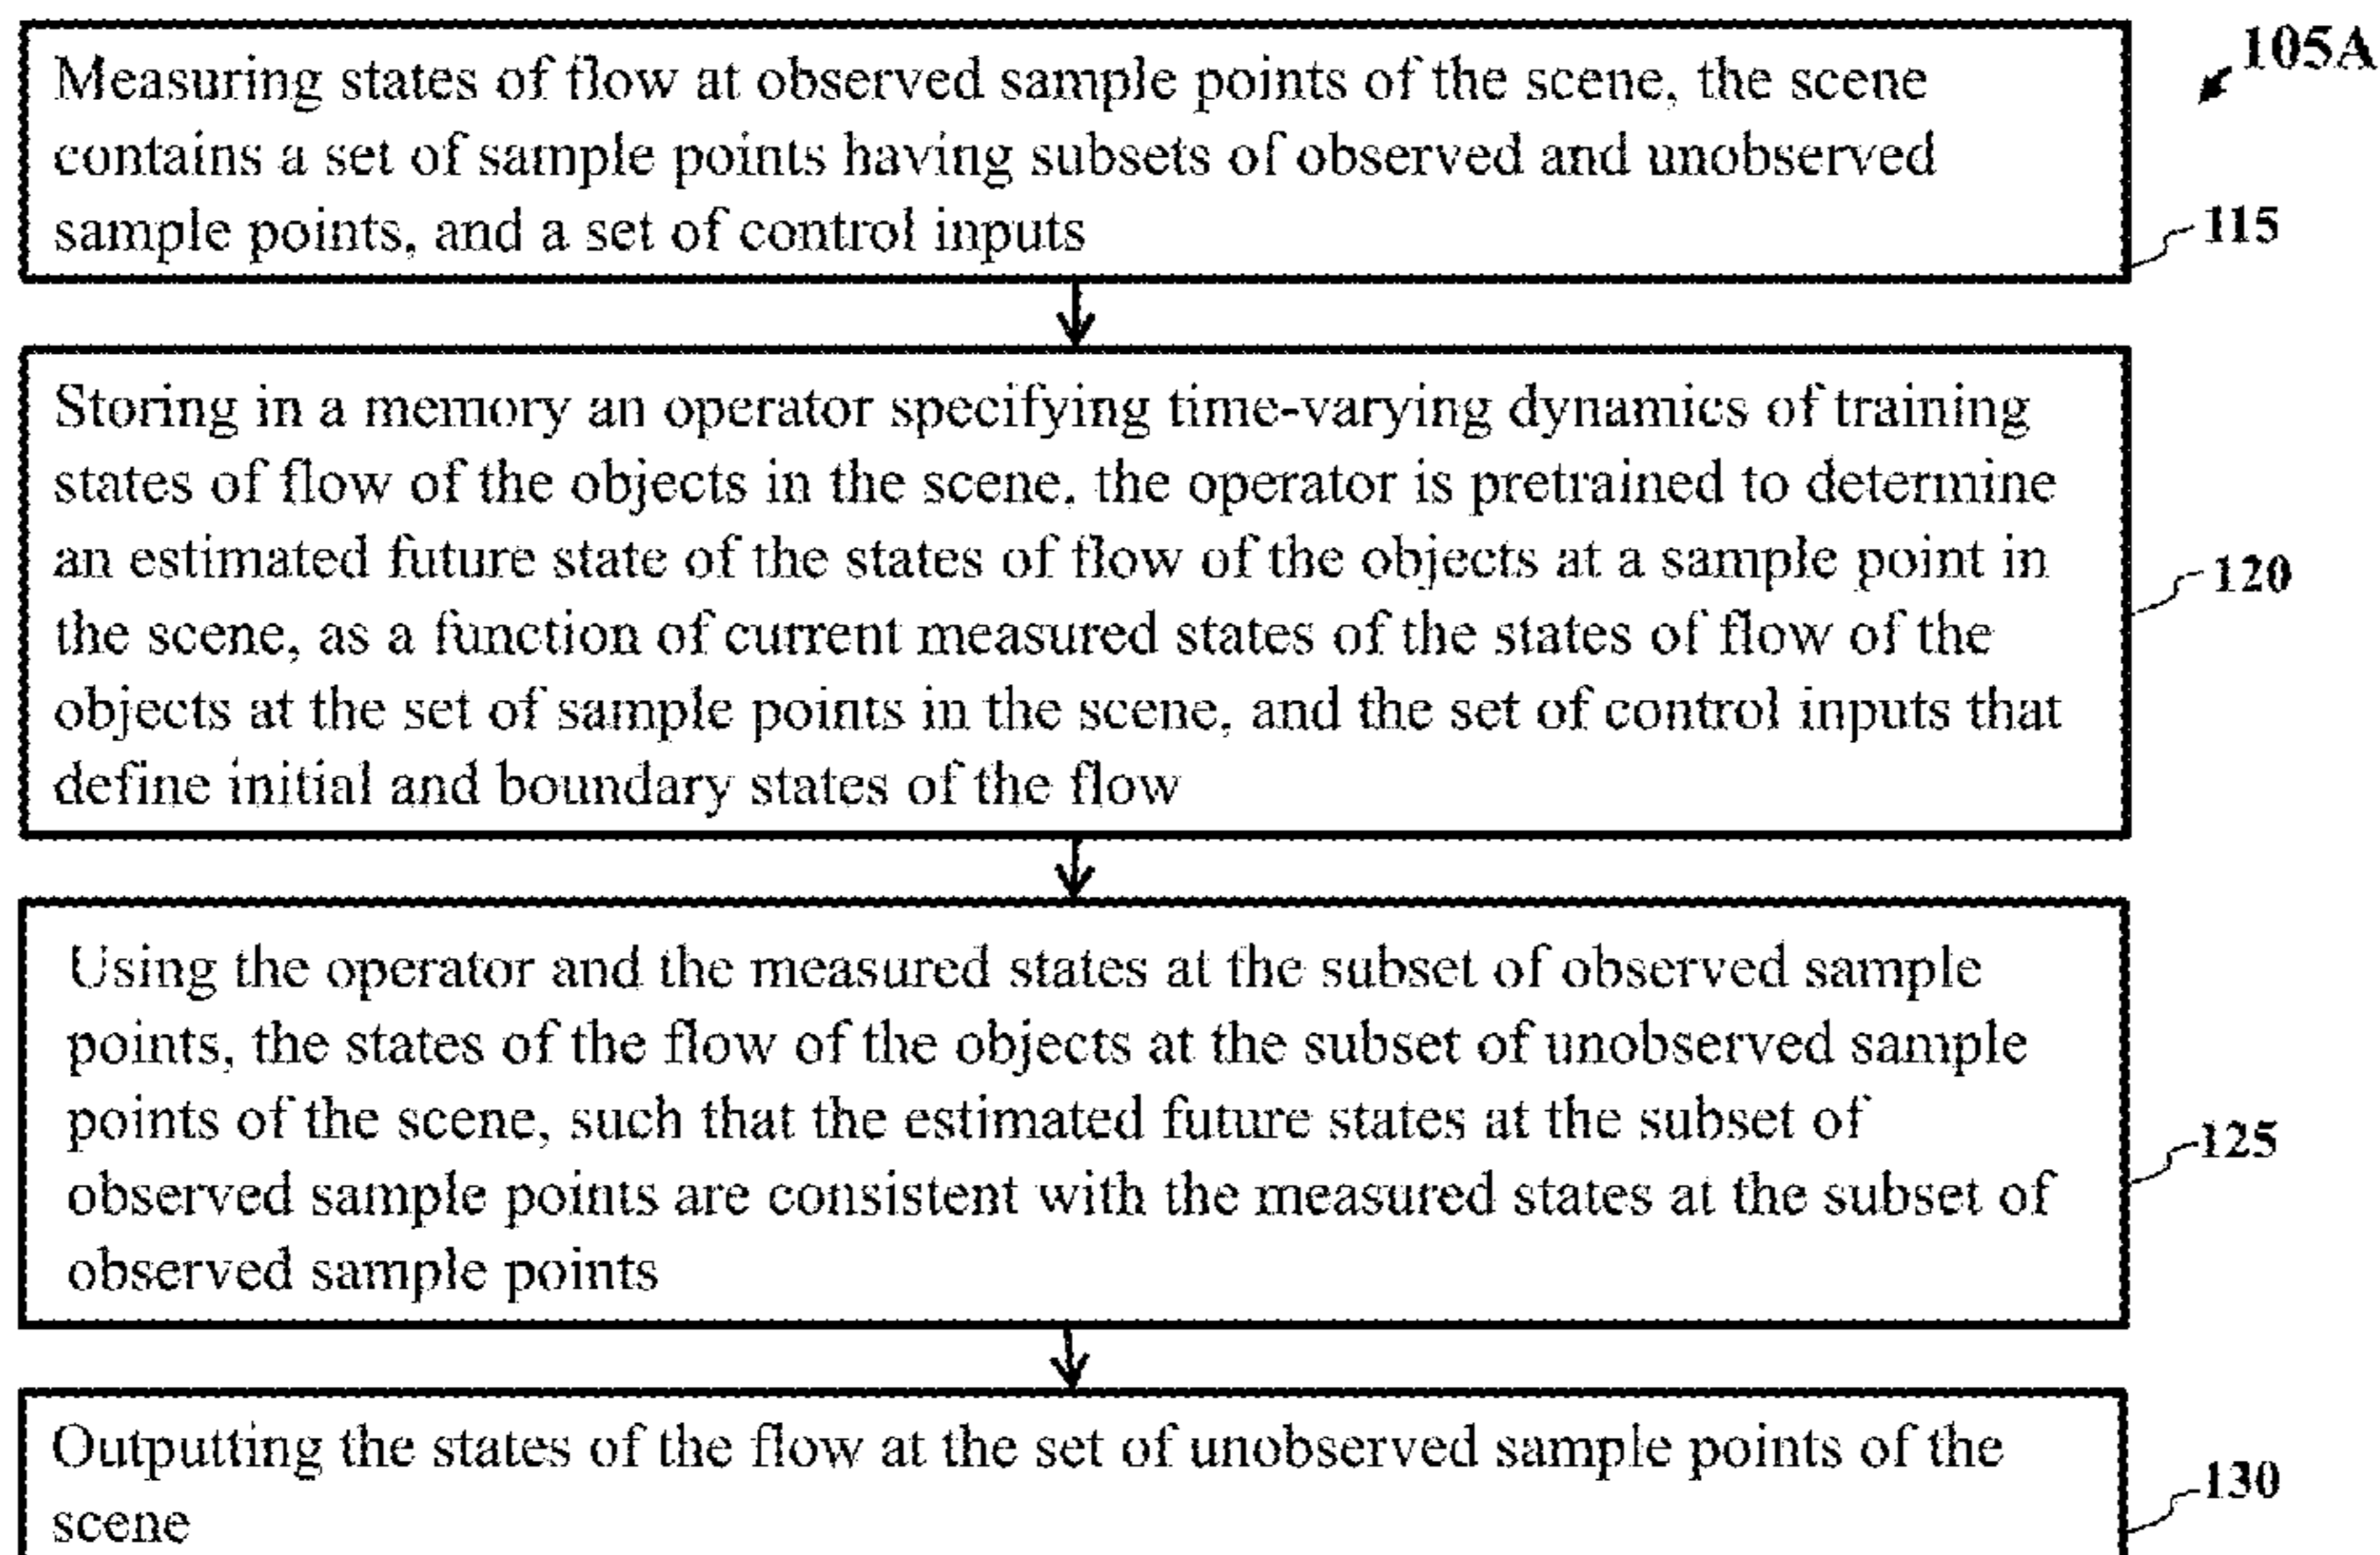 105A
Measuring states of flow at observed sample points of the scene, the scene
contains a set of sample points having subsets of observed and unobserved
sample points, and a set of control inputs
115
Storing in a memory an operator specifying time-varying dynamics of training
states of flow of the objects in the scene, the operator is pretrained to determine
an estimated future state of the states of flow of the objects at a sample point in
the scene, as a function of current measured states of the states of flow of the
objects at the set of sample points in the scene, and the set of control inputs that
define initial and boundary states of the flow
120
Using the operator and the measured states at the subset of observed sample
points, the states of the flow of the objects at the subset of unobserved sample
points of the scene, such that the estimated future states at the subset of
observed sample points are consistent with the measured states at the subset of
observed sample points
125
Outputting the states of the flow at the set of unobserved sample points of the
scene
130